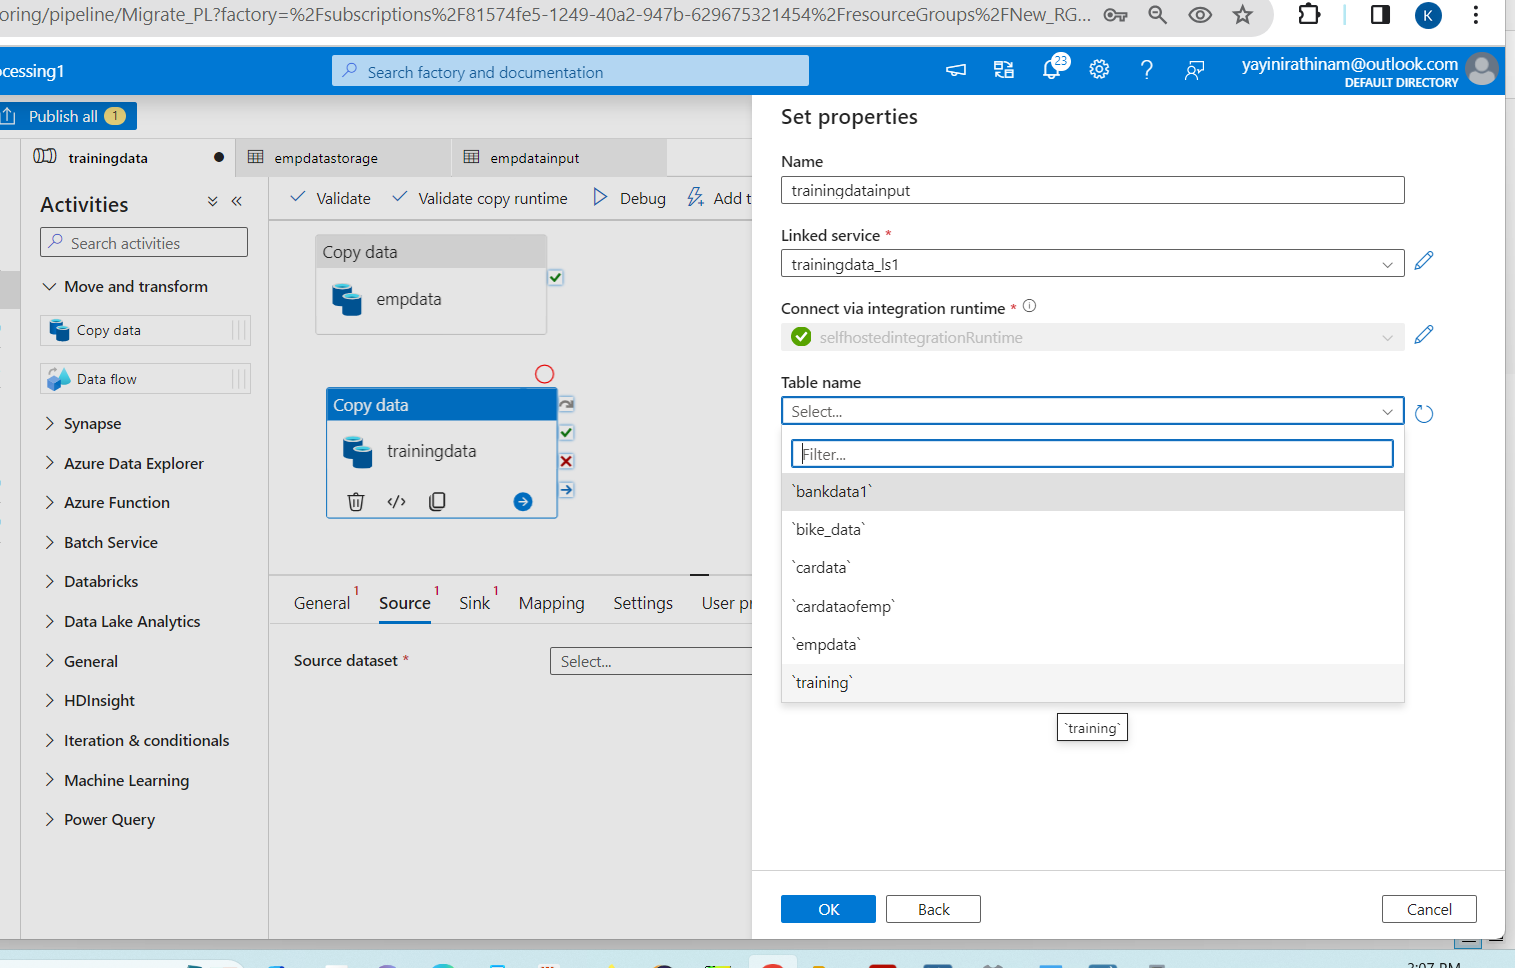 oring/pipeline/Migrate_PL?factory=%2Fsubscriptions%2F81574fe5-1249-40a2-947b-629675321454%2FresourceGroups%2FNew_RG...
K
ocessing1
Search factory and documentation
23
yayinirathinam@outlook.com
DEFAULT DIRECTORY
Publish all 1
trainingdata
empdatastorage
empdatainput
Activities
Search activities
Move and transform
Copy data
Data flow
Synapse
Azure Data Explorer
Azure Function
Batch Service
Databricks
Data Lake Analytics
General
HDInsight
Iteration & conditionals
Machine Learning
Power Query
Validate
Validate copy runtime
Debug
Add t
Copy data
empdata
Copy data
trainingdata
General 1
Source 1
Sink 1
Mapping
Settings
User pr
Source dataset *
Select...
Set properties
Name
trainingdatainput
Linked service *
trainingdata_ls1
Connect via integration runtime *
selfhostedintegrationRuntime
Table name
Select...
Filter...
`bankdata1`
`bike_data`
`cardata`
`cardataofemp`
`empdata`
`training`
`training`
OK
Back
Cancel